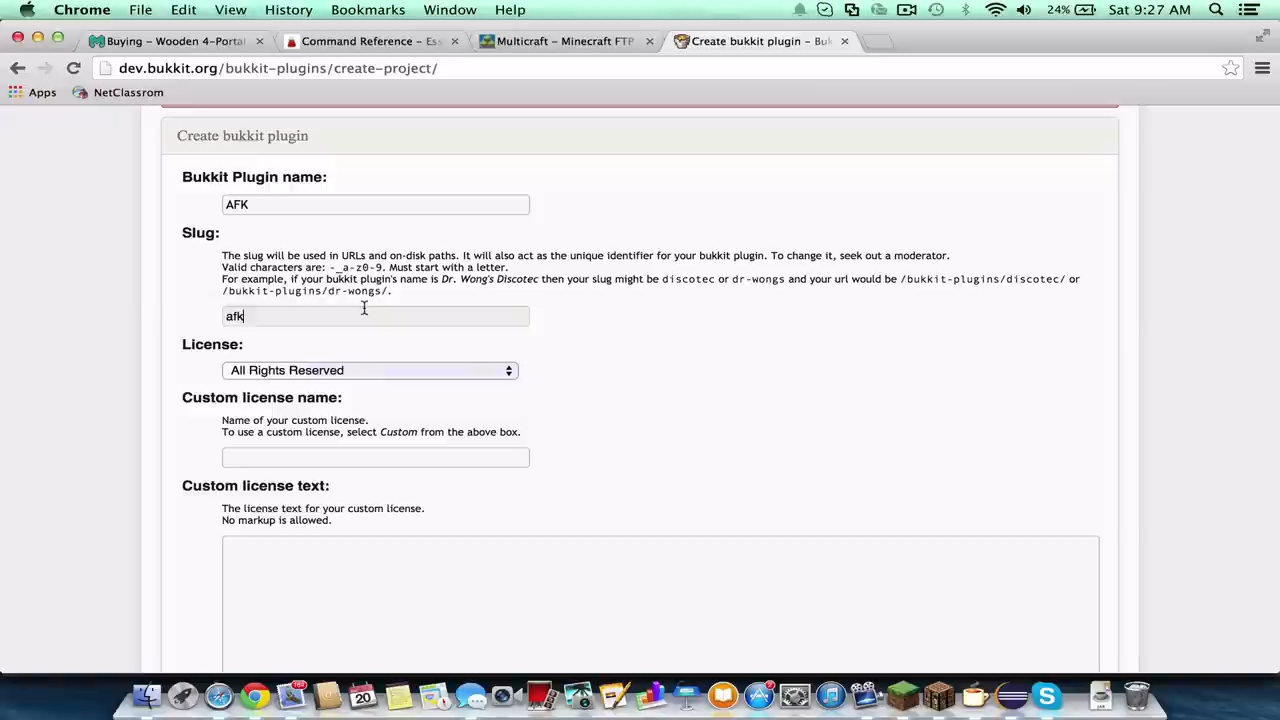 Chrome File Edit View History Bookmarks Window Help 24% Sat 9:27 AM
Buying – Wooden 4-Portal Command Reference – Ess Multicraft – Minecraft FTP Create bukkit plugin – Buk
dev.bukkit.org/bukkit-plugins/create-project/
Apps NetClassrom
Create bukkit plugin
Bukkit Plugin name:
AFK
Slug:
The slug will be used in URLs and on-disk paths. It will also act as the unique identifier for your bukkit plugin. To change it, seek out a moderator.
Valid characters are: -_a-z0-9. Must start with a letter.
For example, if your bukkit plugin's name is Dr. Wong's Discotec then your slug might be discotec or dr-wongs and your url would be /bukkit-plugins/discotec/ or
/bukkit-plugins/dr-wongs/.
afk
License:
All Rights Reserved
Custom license name:
Name of your custom license.
To use a custom license, select Custom from the above box.
Custom license text:
The license text for your custom license.
No markup is allowed.
20